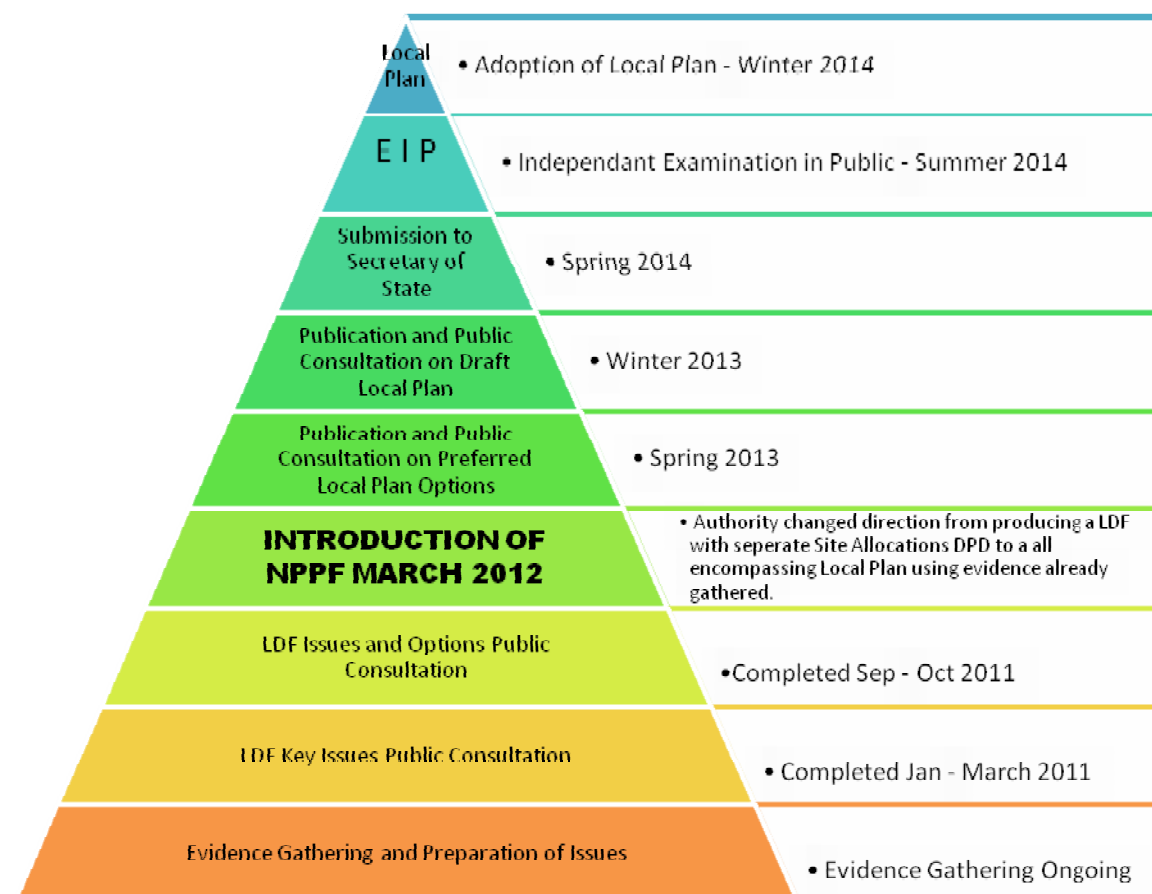 Local
Plan
• Adoption of Local Plan - Winter 2014
E I P
• Independant Examination in Public - Summer 2014
Submission to
Secretary of
State
• Spring 2014
Publication and Public
Consultation on Draft
Local Plan
• Winter 2013
Publication and Public
Consultation on Preferred
Local Plan Options
• Spring 2013
INTRODUCTION OF
NPPF MARCH 2012
• Authority changed direction from producing a LDF
with seperate Site Allocations DPD to a all
encompassing Local Plan using evidence already
gathered.
LDF Issues and Options Public
Consultation
•Completed Sep - Oct 2011
LDF Key Issues Public Consultation
• Completed Jan - March 2011
Evidence Gathering and Preparation of Issues
• Evidence Gathering Ongoing